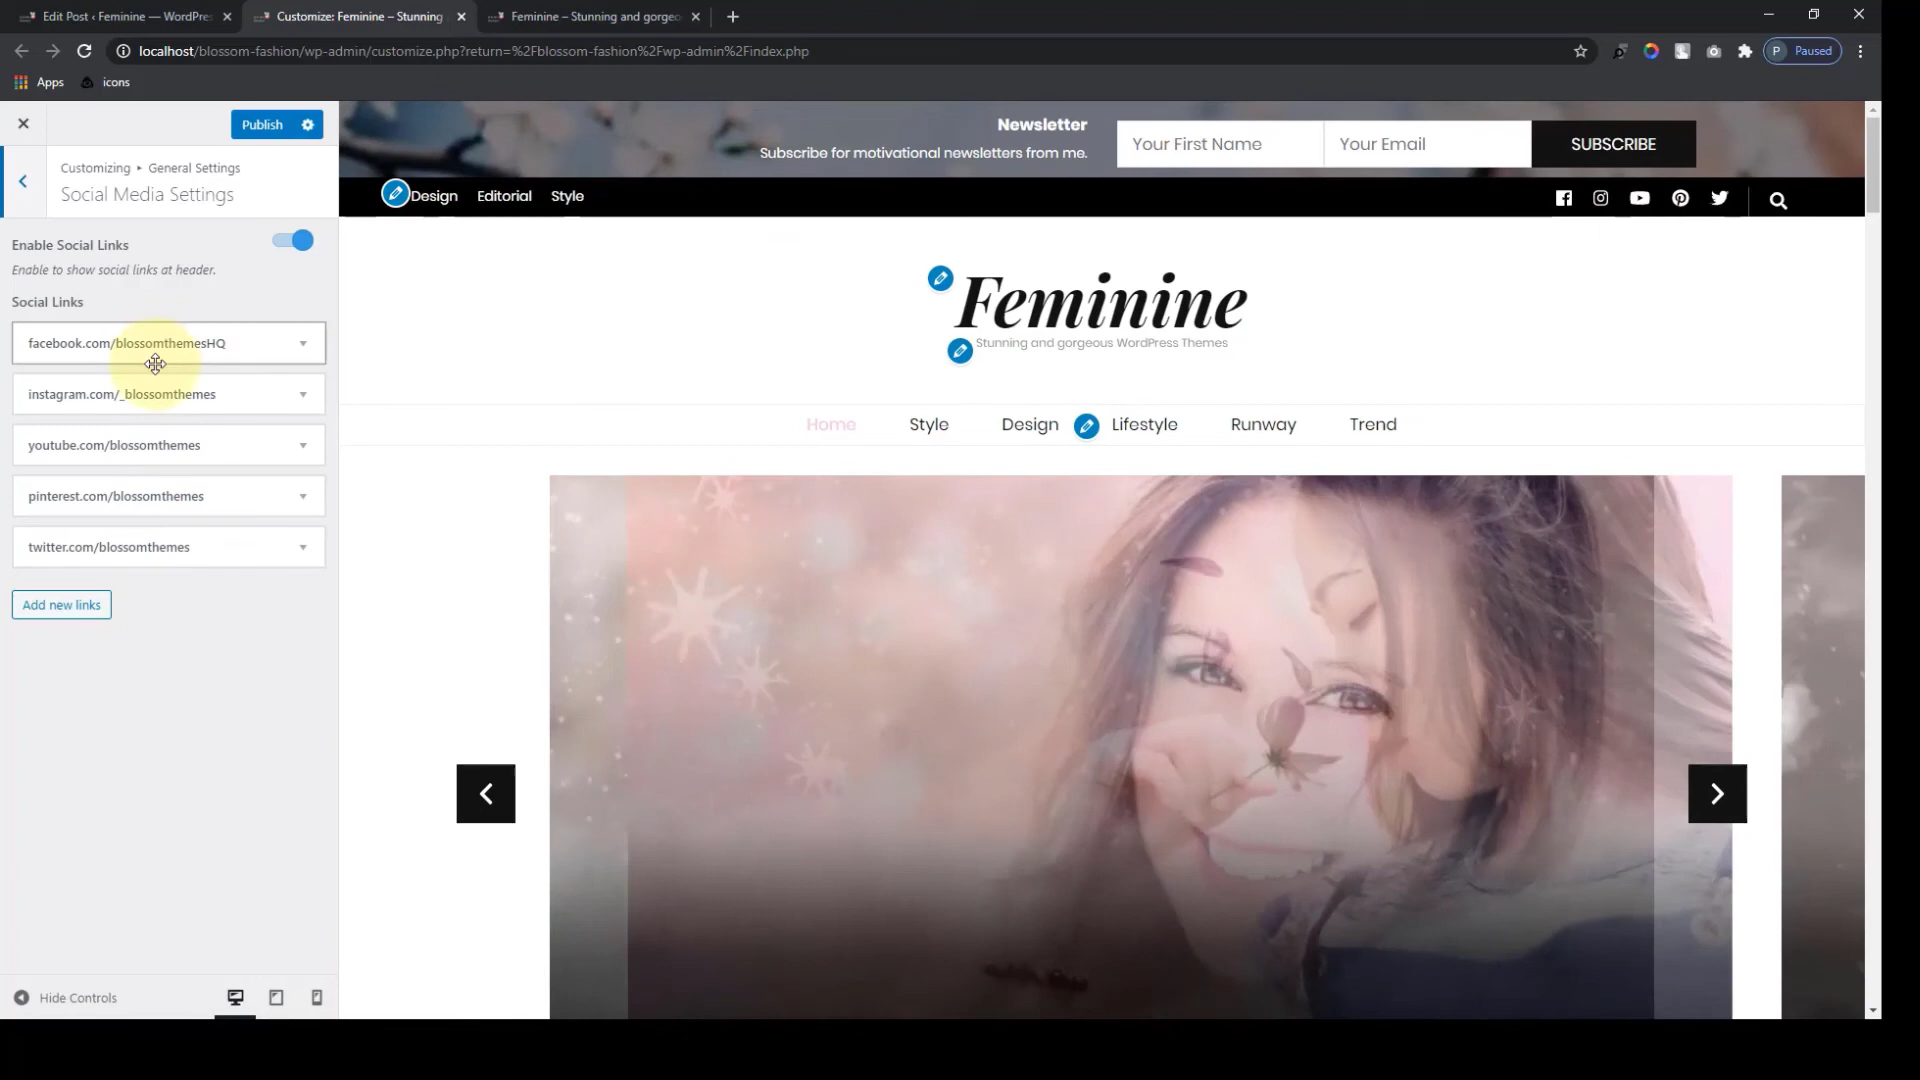 Edit Post ‹ Feminine — WordPre
Customize: Feminine – Stunning
Feminine – Stunning and gorgeo
localhost/blossom-fashion/wp-admin/customize.php?return=%2Fblossom-fashion%2Fwp-admin%2Findex.php
P Paused
Apps
icons
Publish
Customizing ▸ General Settings
Social Media Settings
Enable Social Links
Enable to show social links at header.
Social Links
facebook.com/blossomthemesHQ
instagram.com/_blossomthemes
youtube.com/blossomthemes
pinterest.com/blossomthemes
twitter.com/blossomthemes
Add new links
Hide Controls
Newsletter
Subscribe for motivational newsletters from me.
Your First Name
Your Email
SUBSCRIBE
Design Editorial Style
Feminine
Stunning and gorgeous WordPress Themes
Home Style Design Lifestyle Runway Trend